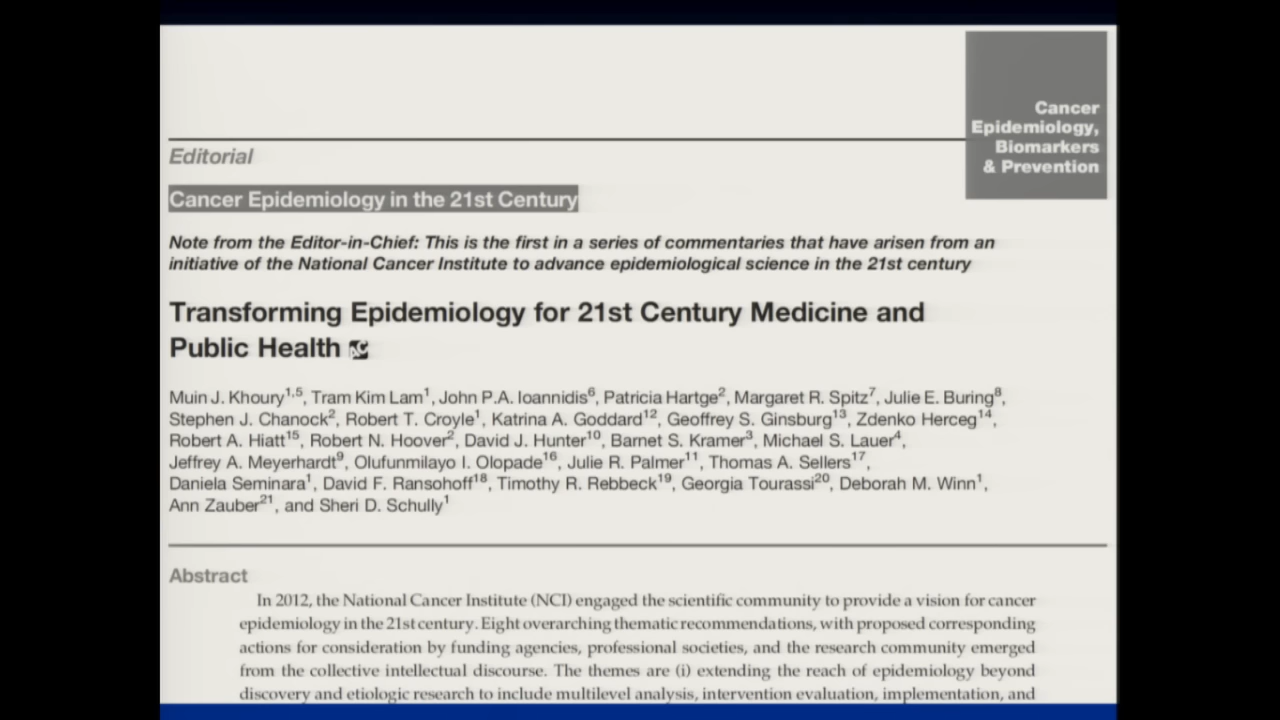 Cancer
Epidemiology,
Biomarkers
& Prevention
Editorial
Cancer Epidemiology in the 21st Century
Note from the Editor-in-Chief: This is the first in a series of commentaries that have arisen from an
initiative of the National Cancer Institute to advance epidemiological science in the 21st century
Transforming Epidemiology for 21st Century Medicine and
Public Health AC
Muin J. Khoury1,5, Tram Kim Lam1, John P.A. Ioannidis6, Patricia Hartge2, Margaret R. Spitz7, Julie E. Buring8,
Stephen J. Chanock2, Robert T. Croyle1, Katrina A. Goddard12, Geoffrey S. Ginsburg13, Zdenko Herceg14,
Robert A. Hiatt15, Robert N. Hoover2, David J. Hunter10, Barnet S. Kramer3, Michael S. Lauer4,
Jeffrey A. Meyerhardt9, Olufunmilayo I. Olopade16, Julie R. Palmer11, Thomas A. Sellers17,
Daniela Seminara1, David F. Ransohoff18, Timothy R. Rebbeck19, Georgia Tourassi20, Deborah M. Winn1,
Ann Zauber21, and Sheri D. Schully1
Abstract
In 2012, the National Cancer Institute (NCI) engaged the scientific community to provide a vision for cancer
epidemiology in the 21st century. Eight overarching thematic recommendations, with proposed corresponding
actions for consideration by funding agencies, professional societies, and the research community emerged
from the collective intellectual discourse. The themes are (i) extending the reach of epidemiology beyond
discovery and etiologic research to include multilevel analysis, intervention evaluation, implementation, and